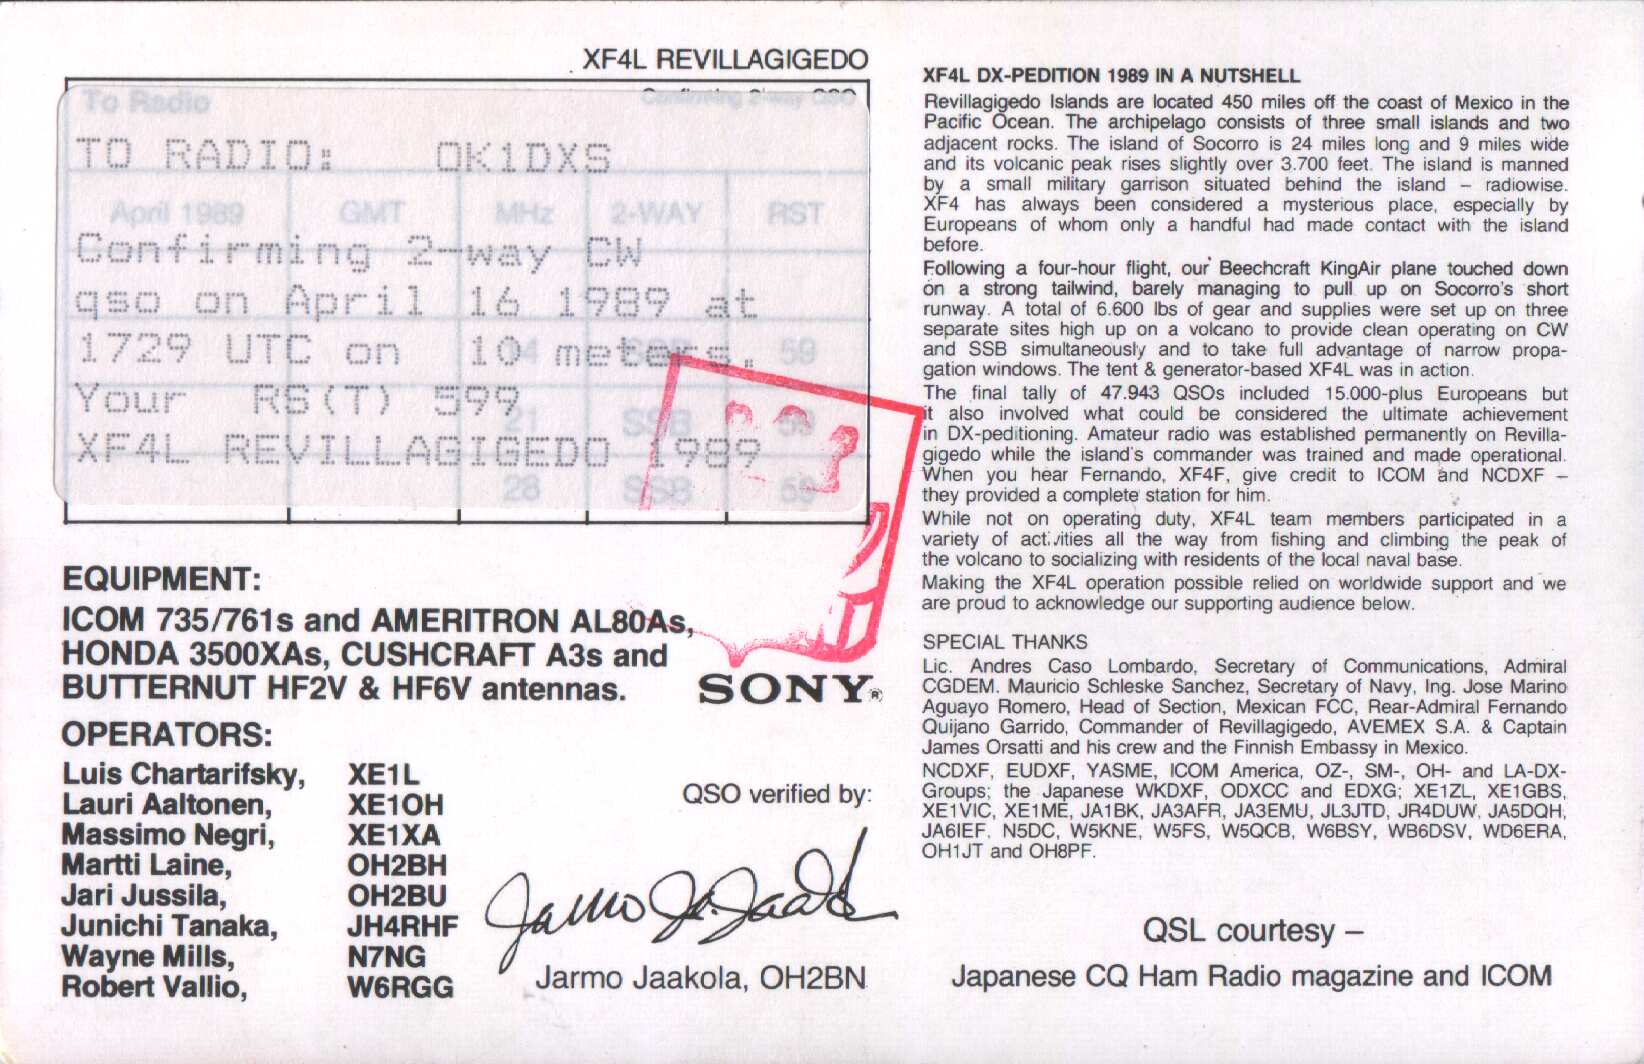 XF4L REVILLAGIGEDO
To Radio
Confirming 2-way QSO
TO RADIO: OK1DXS
April 1989 GMT MHz 2-WAY RST
Confirming 2-way CW
qso on April 16 1989 at
1729 UTC on 10 meters.
SSB 59
Your RS(T) 599
21 SSB 59
XF4L REVILLAGIGEDO 1989
28 SSB 59
EQUIPMENT:
ICOM 735/761s and AMERITRON AL80As,
HONDA 3500XAs, CUSHCRAFT A3s and
BUTTERNUT HF2V & HF6V antennas.
SONY®
OPERATORS:
Luis Chartarifsky, XE1L
Lauri Aaltonen, XE1OH
Massimo Negri, XE1XA
Martti Laine, OH2BH
Jari Jussila, OH2BU
Junichi Tanaka, JH4RHF
Wayne Mills, N7NG
Robert Vallio, W6RGG
QSO verified by:
Jarmo J. Jaakola
Jarmo Jaakola, OH2BN
XF4L DX-PEDITION 1989 IN A NUTSHELL
Revillagigedo Islands are located 450 miles off the coast of Mexico in the
Pacific Ocean. The archipelago consists of three small islands and two
adjacent rocks. The island of Socorro is 24 miles long and 9 miles wide
and its volcanic peak rises slightly over 3.700 feet. The island is manned
by a small military garrison situated behind the island – radiowise.
XF4 has always been considered a mysterious place, especially by
Europeans of whom only a handful had made contact with the island
before.
Following a four-hour flight, our Beechcraft KingAir plane touched down
on a strong tailwind, barely managing to pull up on Socorro's short
runway. A total of 6.600 lbs of gear and supplies were set up on three
separate sites high up on a volcano to provide clean operating on CW
and SSB simultaneously and to take full advantage of narrow propa-
gation windows. The tent & generator-based XF4L was in action.
The final tally of 47.943 QSOs included 15.000-plus Europeans but
it also involved what could be considered the ultimate achievement
in DX-peditioning. Amateur radio was established permanently on Revilla-
gigedo while the island's commander was trained and made operational.
When you hear Fernando, XF4F, give credit to ICOM and NCDXF –
they provided a complete station for him.
While not on operating duty, XF4L team members participated in a
variety of activities all the way from fishing and climbing the peak of
the volcano to socializing with residents of the local naval base.
Making the XF4L operation possible relied on worldwide support and we
are proud to acknowledge our supporting audience below.
SPECIAL THANKS
Lic. Andres Caso Lombardo, Secretary of Communications, Admiral
CGDEM. Mauricio Schleske Sanchez, Secretary of Navy, Ing. Jose Marino
Aguayo Romero, Head of Section, Mexican FCC, Rear-Admiral Fernando
Quijano Garrido, Commander of Revillagigedo, AVEMEX S.A. & Captain
James Orsatti and his crew and the Finnish Embassy in Mexico.
NCDXF, EUDXF, YASME, ICOM America, OZ-, SM-, OH- and LA-DX-
Groups; the Japanese WKDXF, ODXCC and EDXG; XE1ZL, XE1GBS,
XE1VIC, XE1ME, JA1BK, JA3AFR, JA3EMU, JL3JTD, JR4DUW, JA5DQH,
JA6IEF, N5DC, W5KNE, W5FS, W5QCB, W6BSY, WB6DSV, WD6ERA,
OH1JT and OH8PF.
QSL courtesy –
Japanese CQ Ham Radio magazine and ICOM